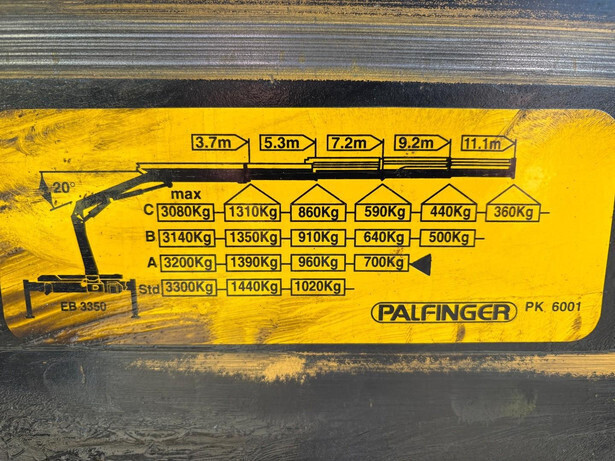 3.7m 5.3m 7.2m 9.2m 11.1m
20°
max
C 3080Kg 1310Kg 860Kg 590Kg 440Kg 360Kg
B 3140Kg 1350Kg 910Kg 640Kg 500Kg
A 3200Kg 1390Kg 960Kg 700Kg
Std 3300Kg 1440Kg 1020Kg
EB 3350
PALFINGER PK 6001